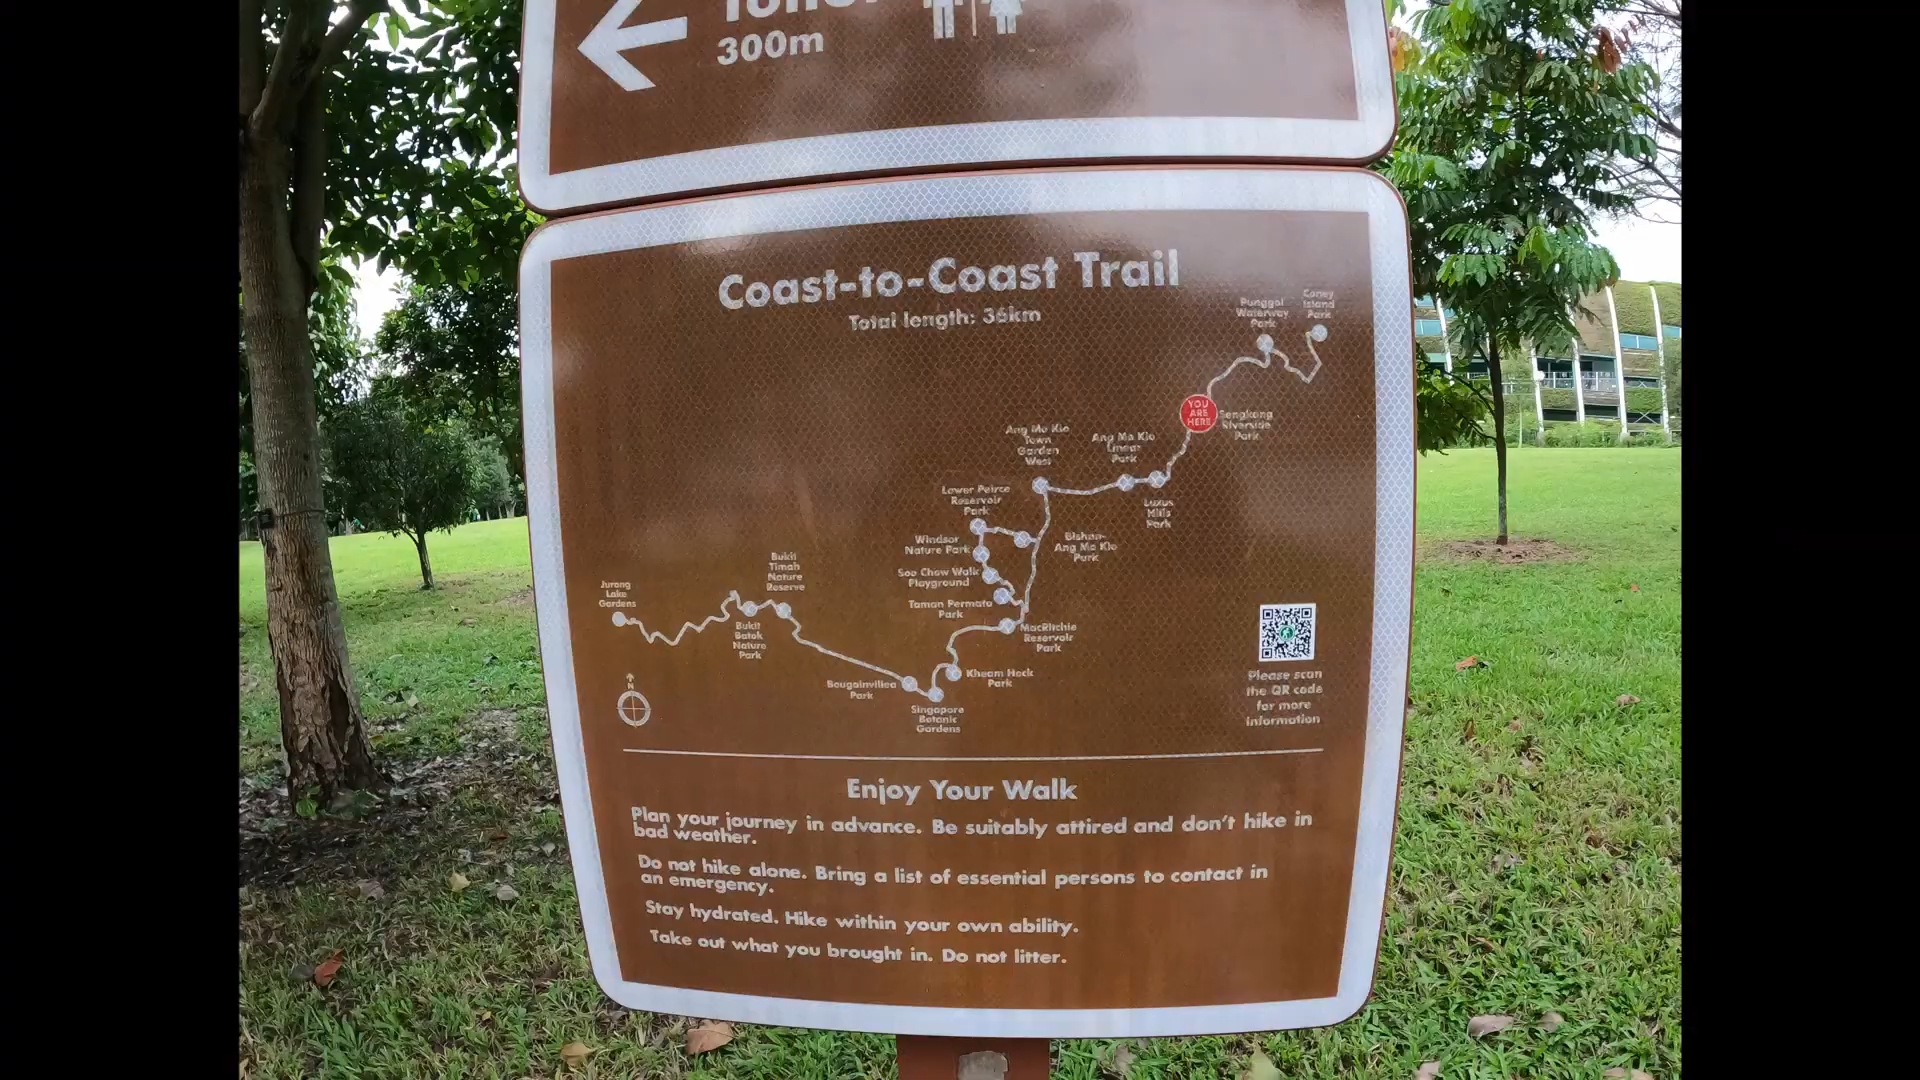 300m
Coast-to-Coast Trail
Total length: 36km
Coney
Island
Park
Punggol
Waterway
Park
YOU
ARE
HERE
Sengkang
Riverside
Park
Ang Mo Kio
Town
Garden
West
Ang Mo Kio
Linear
Park
Luxus
Hills
Park
Lower Peirce
Reservoir
Park
Bishan-
Ang Mo Kio
Park
Windsor
Nature Park
Soo Chow Walk
Playground
Taman Permata
Park
MacRitchie
Reservoir
Park
Bukit
Timah
Nature
Reserve
Jurong
Lake
Gardens
Bukit
Batok
Nature
Park
Kheam Hock
Park
Bougainvillea
Park
Singapore
Botanic
Gardens
N
Please scan
the QR code
for more
information
Enjoy Your Walk
Plan your journey in advance. Be suitably attired and don't hike in
bad weather.
Do not hike alone. Bring a list of essential persons to contact in
an emergency.
Stay hydrated. Hike within your own ability.
Take out what you brought in. Do not litter.